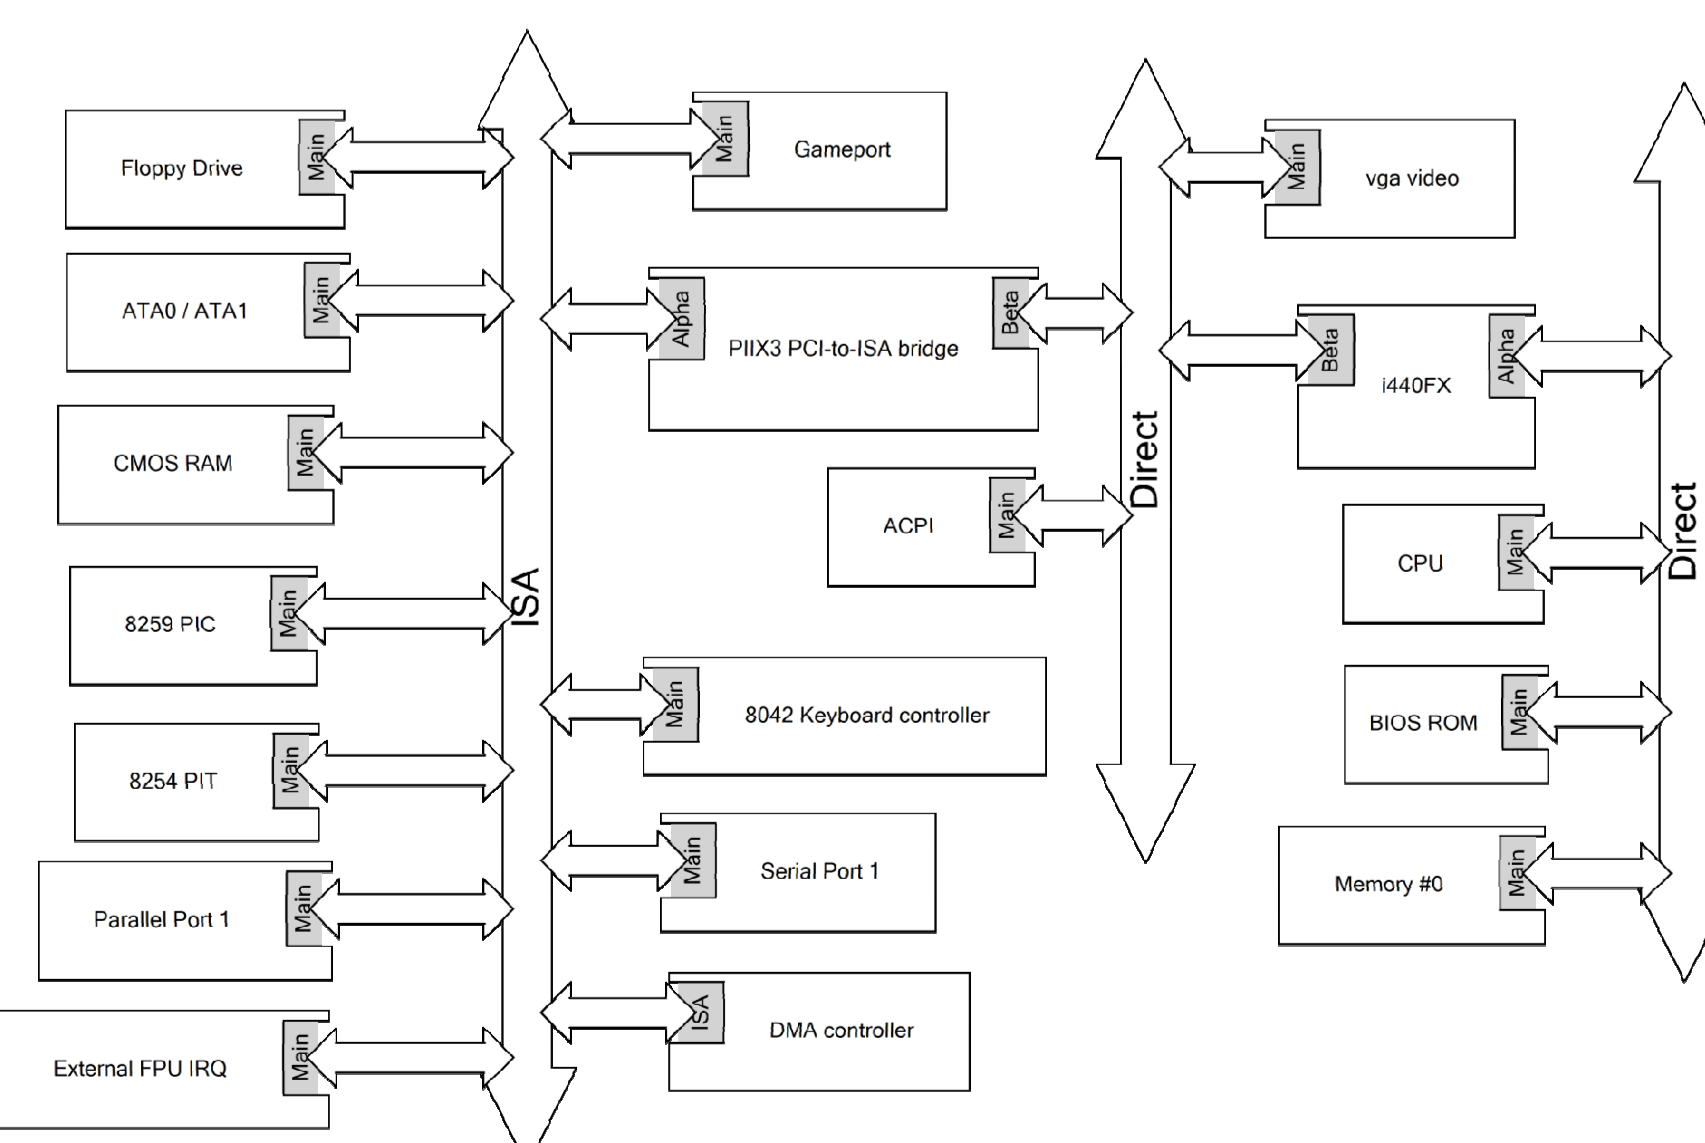 Floppy Drive
Main
ATA0 / ATA1
Main
CMOS RAM
Main
8259 PIC
Main
8254 PIT
Main
Parallel Port 1
Main
External FPU IRQ
Main
ISA
Main
Gameport
Alpha
PIIX3 PCI-to-ISA bridge
Beta
ACPI
Main
Main
8042 Keyboard controller
Main
Serial Port 1
ISA
DMA controller
Direct
Main
vga video
Beta
i440FX
Alpha
CPU
Main
BIOS ROM
Main
Memory #0
Main
Direct